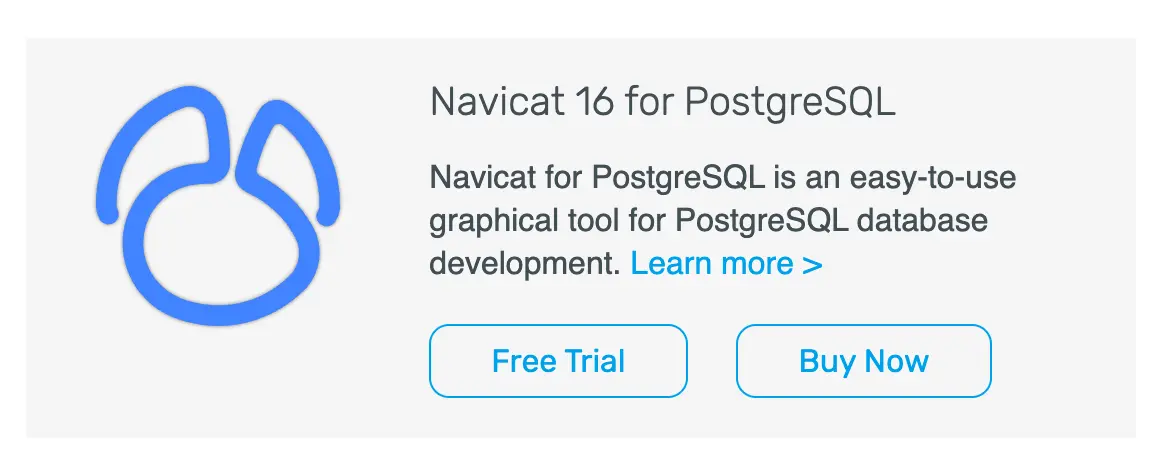 Navicat 16 for PostgreSQL
Navicat for PostgreSQL is an easy-to-use
graphical tool for PostgreSQL database
development. Learn more >
Free Trial
Buy Now